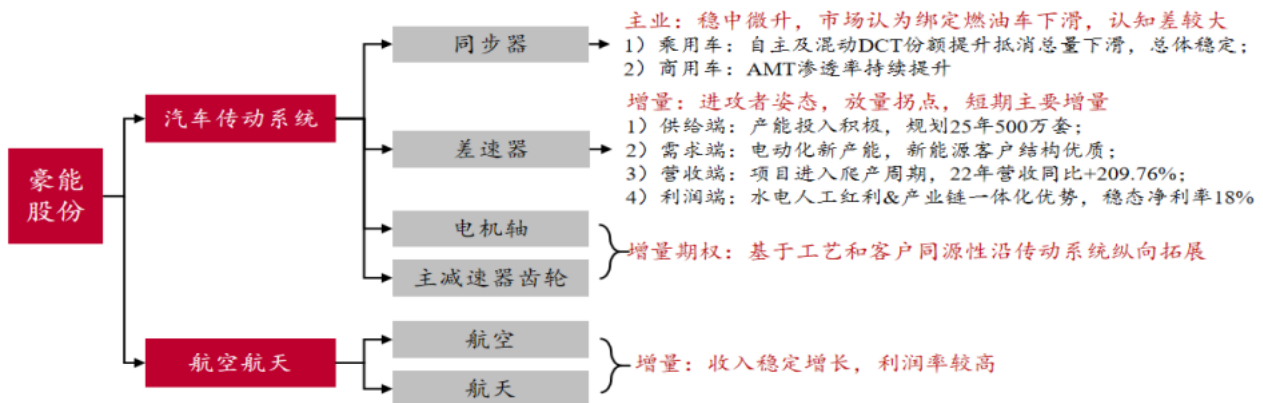 主业：稳中微升，市场认为绑定燃油车下滑，认知差较大
同步器
1）乘用车：自主及混动DCT份额提升抵消总量下滑，总体稳定；
2）商用车：AMT渗透率持续提升
汽车传动系统
增量：进攻者姿态，放量拐点，短期主要增量
1）供给端：产能投入积极，规划25年500万套；
差速器
2）需求端：电动化新产能，新能源客户结构优质；
3）营收端：项目进入爬产周期，22年营收同比+209.76%；
4）利润端：水电人工红利&产业链一体化优势，稳态净利率18%
豪能
股份
电机轴
增量期权：基于工艺和客户同源性沿传动系统纵向拓展
主减速器齿轮
航空航天
航空
增量：收入稳定增长，利润率较高
航天